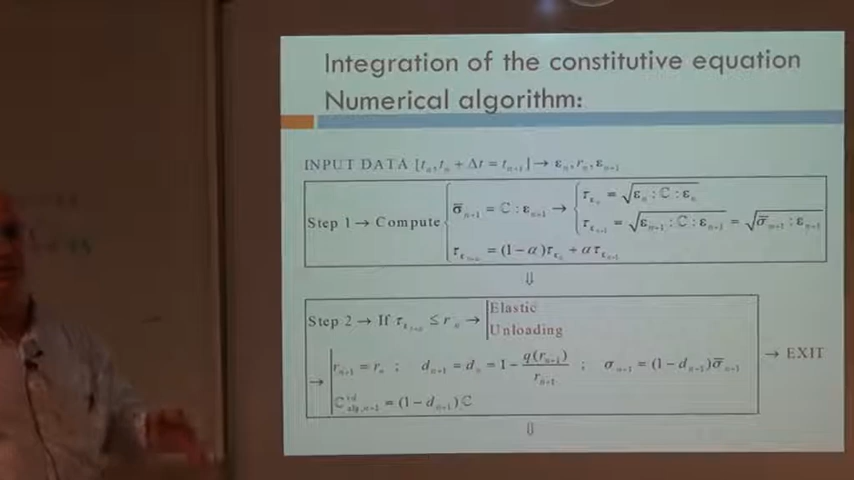 Integration of the constitutive equation
Numerical algorithm:
INPUT DATA [tₙ, tₙ + Δt = tₙ₊₁] → εₙ, rₙ, εₙ₊₁
Step 1 → Compute
σ̄ₙ₊₁ = ℂ : εₙ₊₁ →
τ_εₙ = √(εₙ : ℂ : εₙ)
τ_εₙ₊₁ = √(εₙ₊₁ : ℂ : εₙ₊₁) = √(σ̄ₙ₊₁ : εₙ₊₁)
τ_εₙ₊α = (1−α)τ_εₙ + ατ_εₙ₊₁
⇓
Step 2 → If τ_εₙ₊α ≤ rₙ →
Elastic
Unloading
→ rₙ₊₁ = rₙ ; dₙ₊₁ = dₙ = 1 − q(rₙ₊₁)/rₙ₊₁ ; σₙ₊₁ = (1−dₙ₊₁)σ̄ₙ₊₁
ℂᵛᵈ_alg,n+1 = (1−dₙ₊₁)ℂ
→ EXIT
⇓